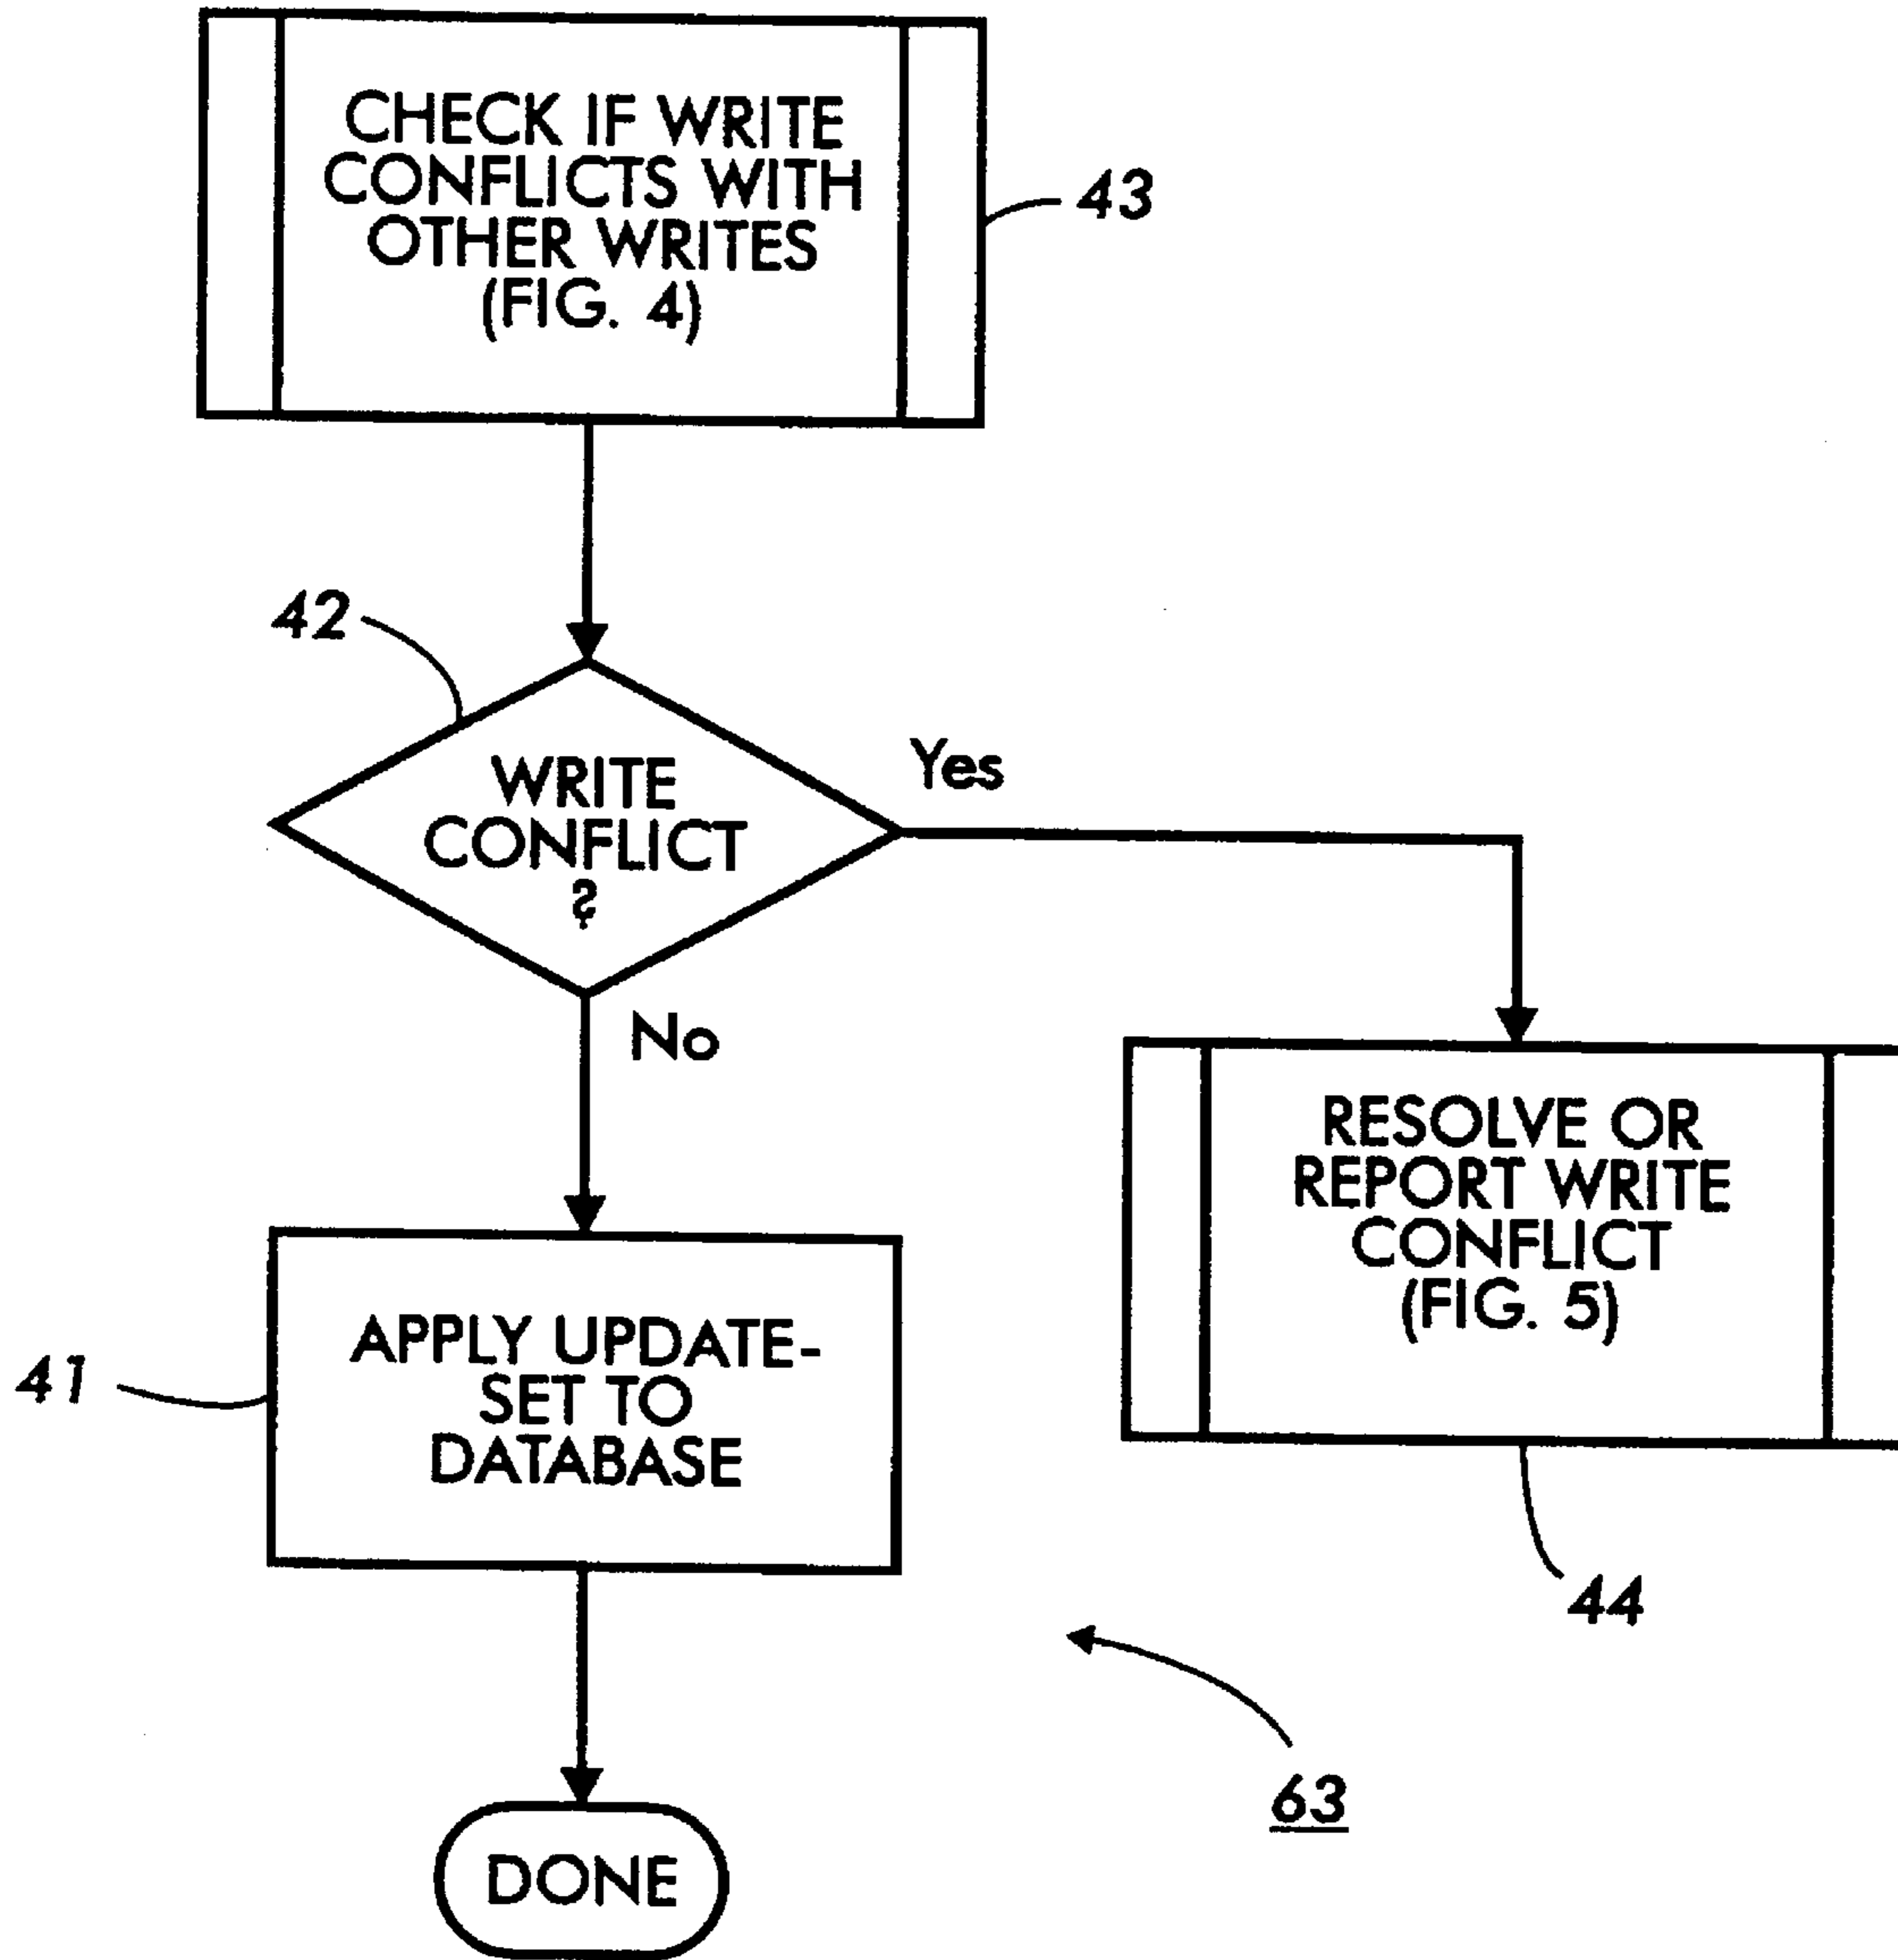 CHECK IF WRITE
CONFLICTS WITH
OTHER WRITES
(FIG. 4)
43
42
WRITE
CONFLICT
?
Yes
No
RESOLVE OR
REPORT WRITE
CONFLICT
(FIG. 5)
41
APPLY UPDATE-
SET TO
DATABASE
44
63
DONE